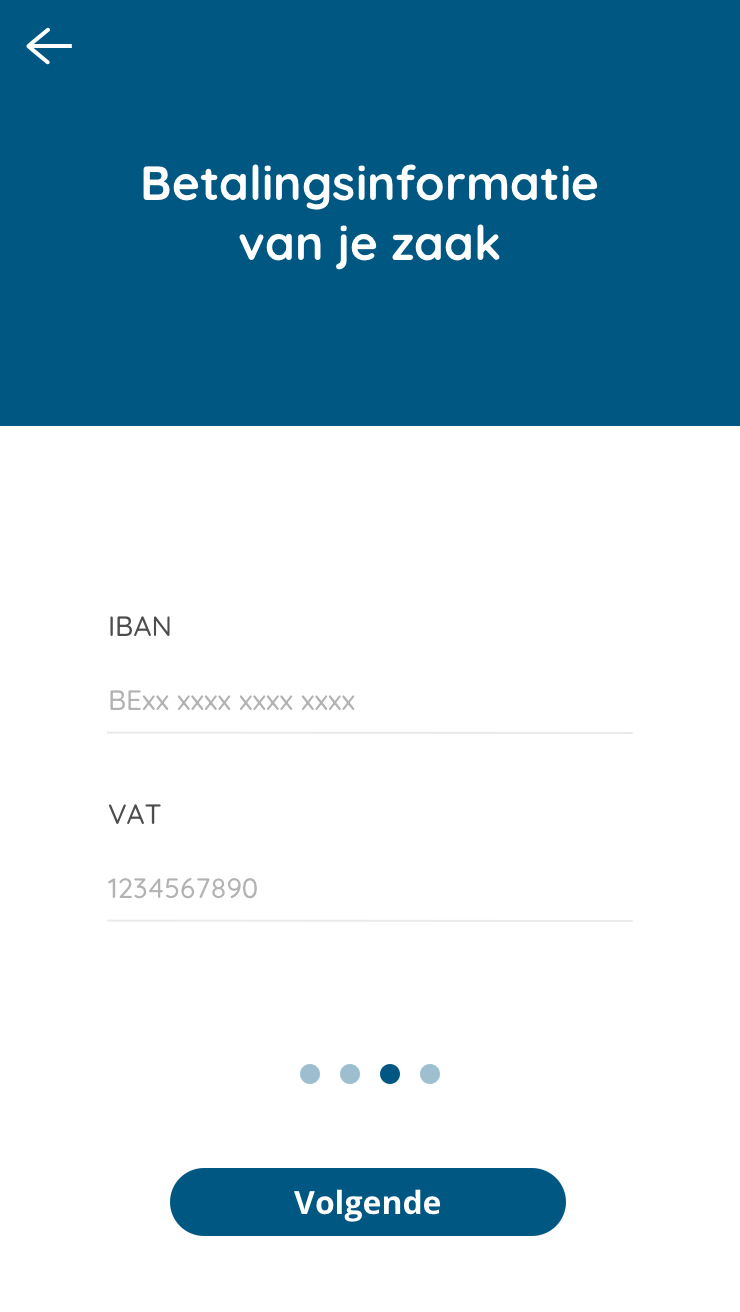 Betalingsinformatie
van je zaak
IBAN
BExx xxxx xxxx xxxx
VAT
1234567890
Volgende